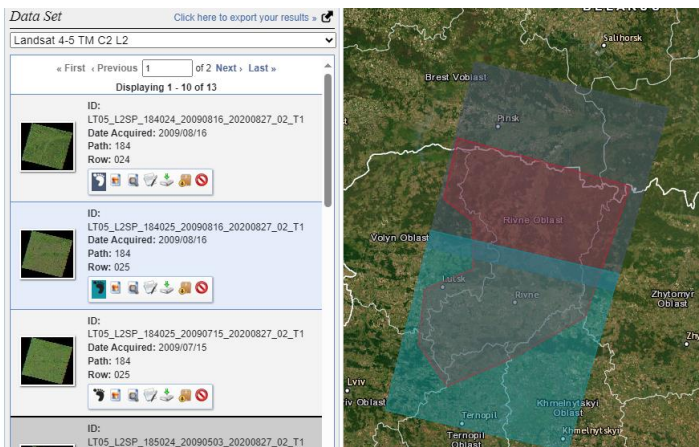 Data Set
Click here to export your results »
Landsat 4-5 TM C2 L2
« First ‹ Previous 1 of 2 Next › Last »
Displaying 1 - 10 of 13
ID:
LT05_L2SP_184024_20090816_20200827_02_T1
Date Acquired: 2009/08/16
Path: 184
Row: 024
ID:
LT05_L2SP_184025_20090816_20200827_02_T1
Date Acquired: 2009/08/16
Path: 184
Row: 025
ID:
LT05_L2SP_184025_20090715_20200827_02_T1
Date Acquired: 2009/07/15
Path: 184
Row: 025
ID:
LT05_L2SP_185024_20090503_20200827_02_T1
Salihorsk
Brest Voblast
Pinsk
Rivne Oblast
Volyn Oblast
Lutsk
Rivne
Zhytomyr
Oblast
Lviv
Khmelnytskyi
Oblast
Ternopil
Khmelnytskyi
Ternopil
Oblast